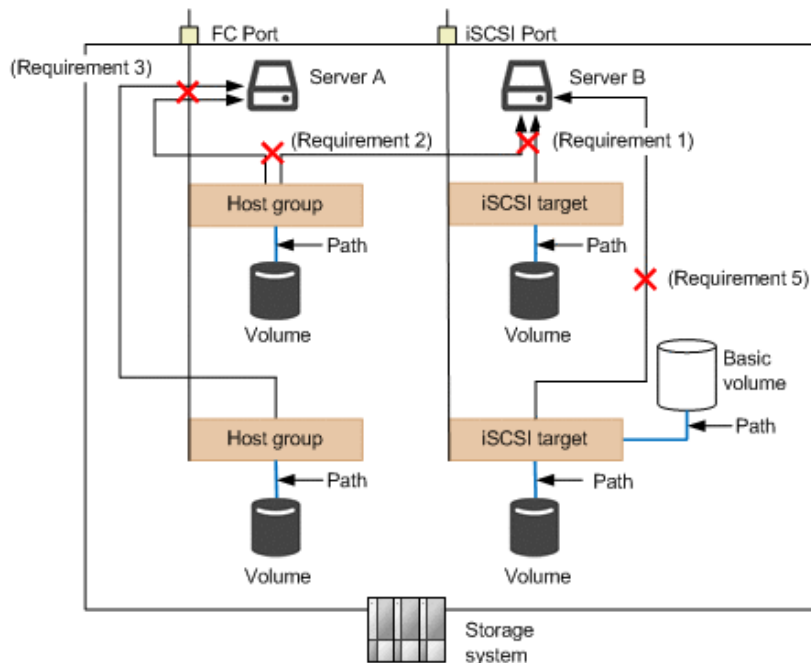 FC Port
iSCSI Port
(Requirement 3)
Server A
Server B
(Requirement 2)
(Requirement 1)
Host group
iSCSI target
Path
Path
(Requirement 5)
Volume
Volume
Basic
volume
Host group
iSCSI target
Path
Path
Path
Volume
Volume
Storage
system